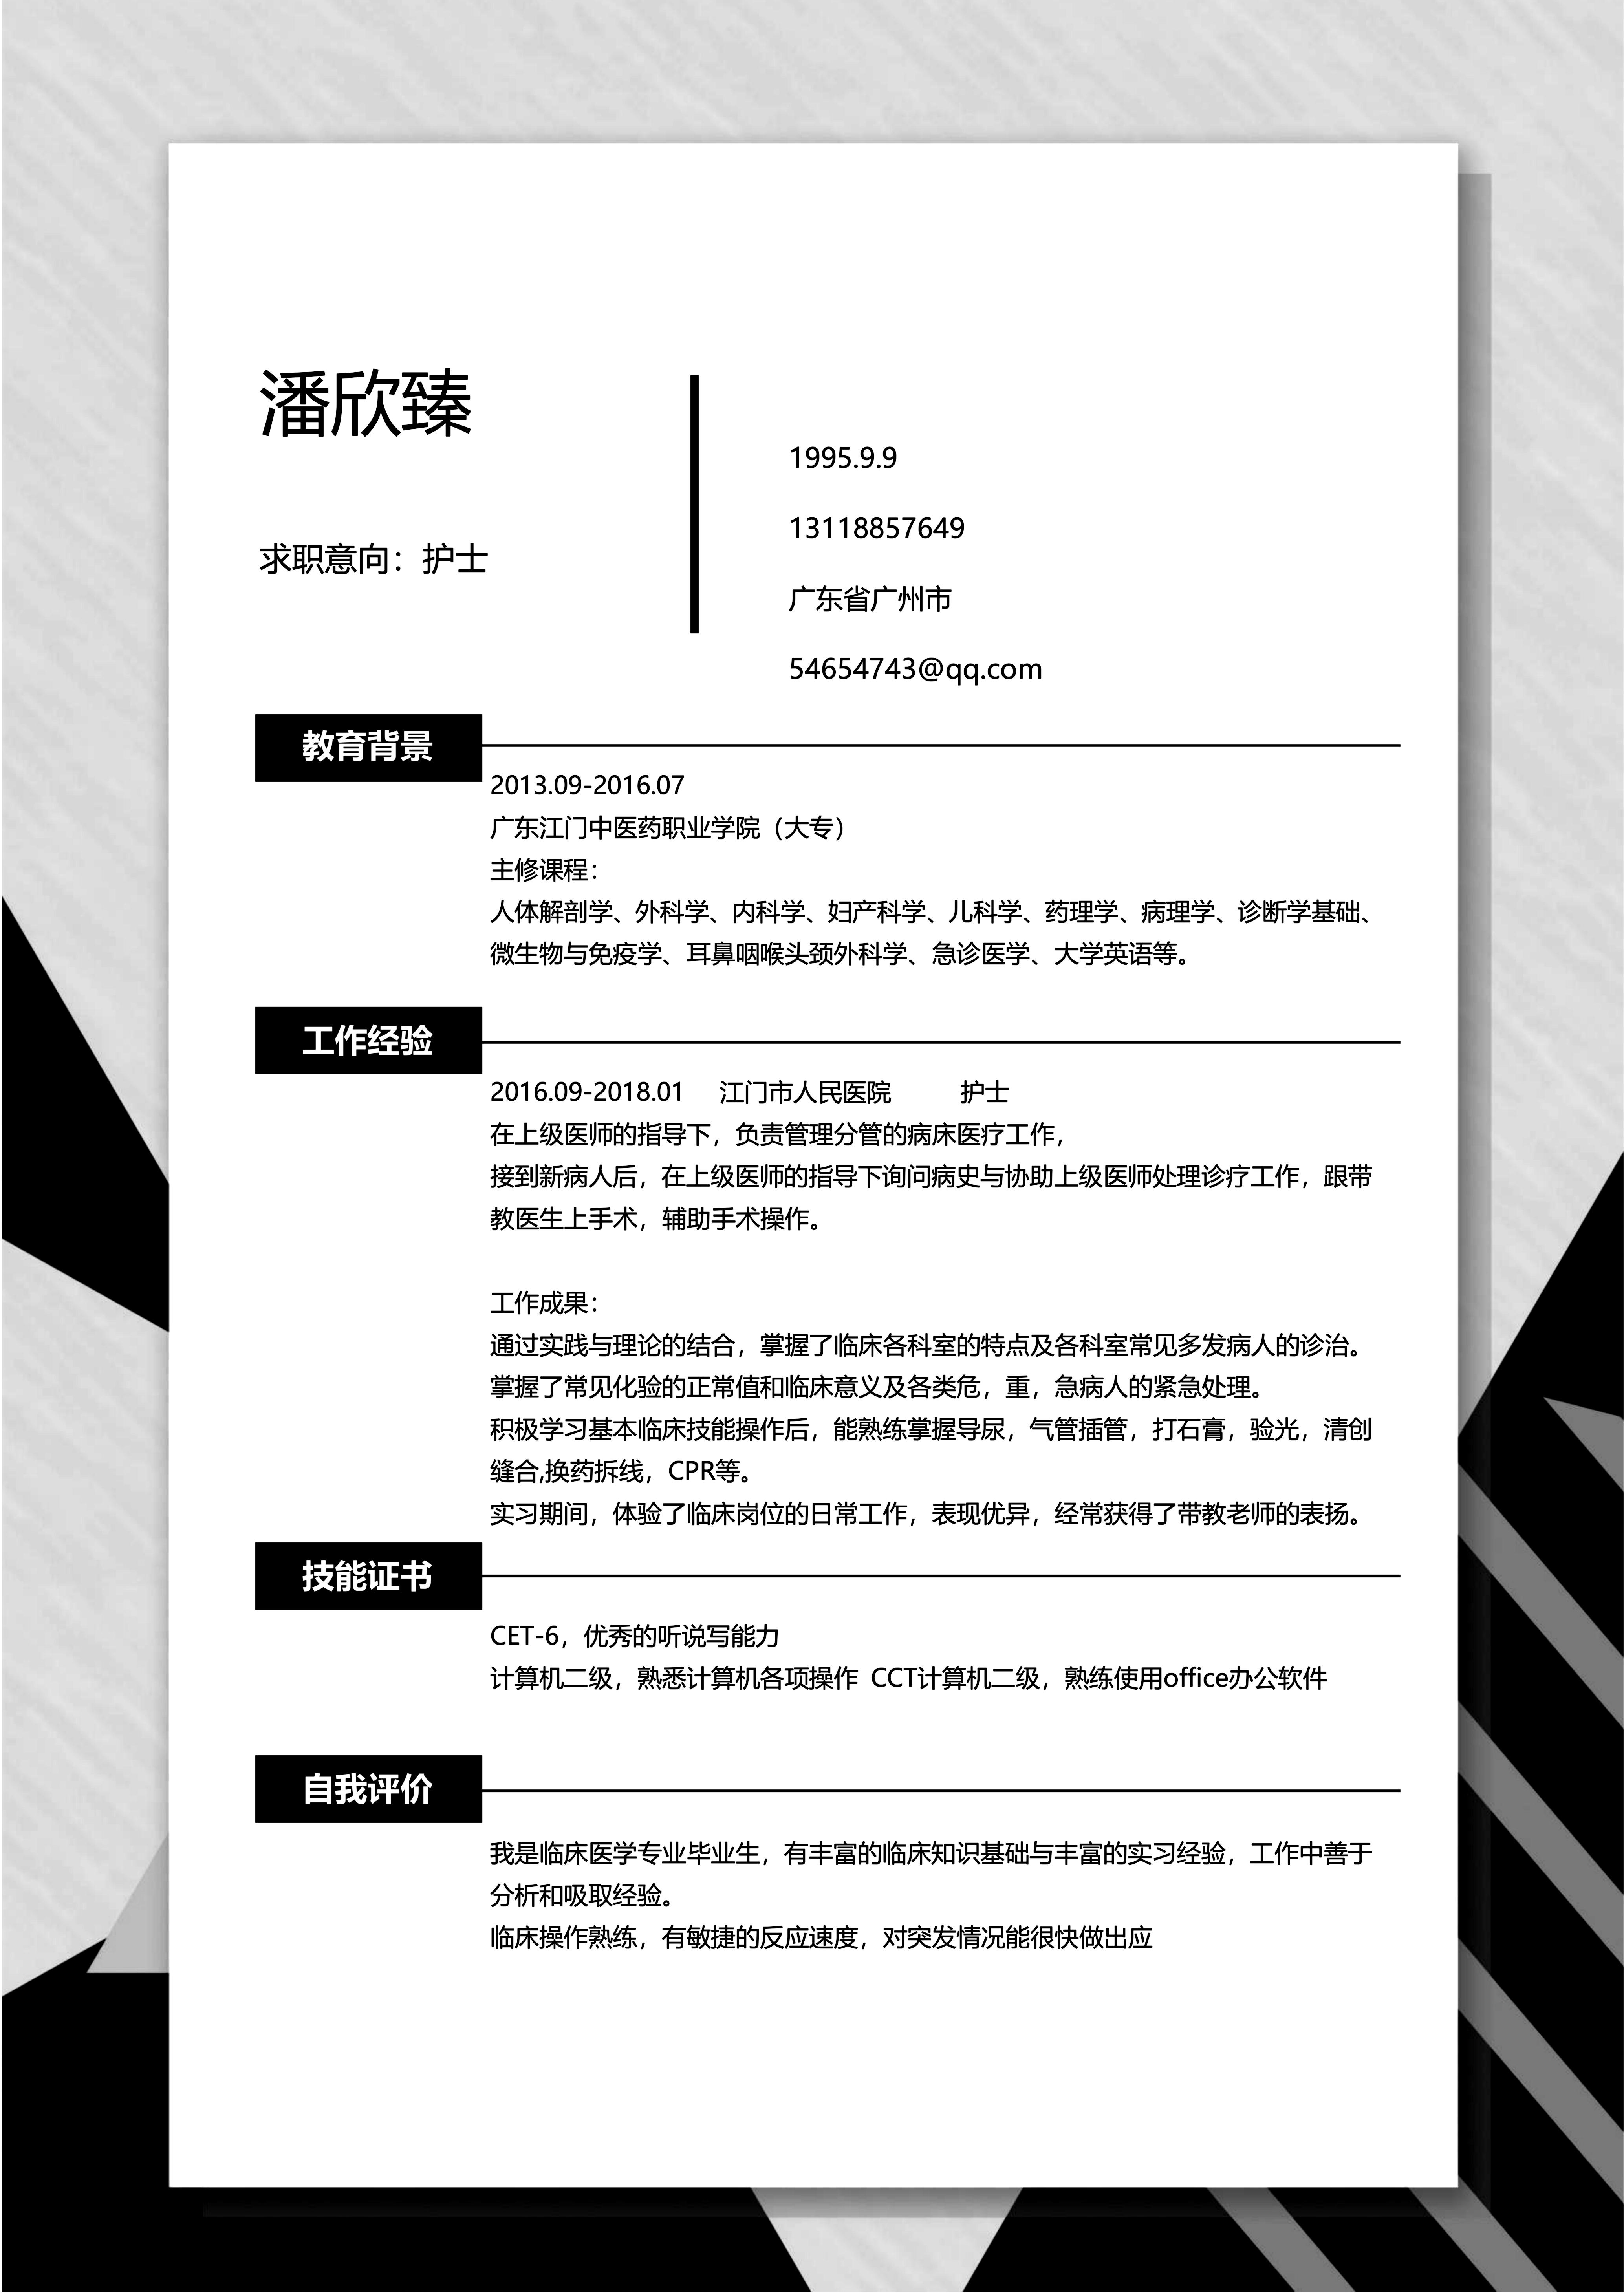 潘欣臻
求职意向：护士
1995.9.9
13118857649
广东省广州市
54654743@qq.com
教育背景
2013.09-2016.07
广东江门中医药职业学院（大专）
主修课程：
人体解剖学、外科学、内科学、妇产科学、儿科学、药理学、病理学、诊断学基础、
微生物与免疫学、耳鼻咽喉头颈外科学、急诊医学、大学英语等。
工作经验
2016.09-2018.01 江门市人民医院 护士
在上级医师的指导下，负责管理分管的病床医疗工作，
接到新病人后，在上级医师的指导下询问病史与协助上级医师处理诊疗工作，跟带
教医生上手术，辅助手术操作。
工作成果：
通过实践与理论的结合，掌握了临床各科室的特点及各科室常见多发病人的诊治。
掌握了常见化验的正常值和临床意义及各类危，重，急病人的紧急处理。
积极学习基本临床技能操作后，能熟练掌握导尿，气管插管，打石膏，验光，清创
缝合,换药拆线，CPR等。
实习期间，体验了临床岗位的日常工作，表现优异，经常获得了带教老师的表扬。
技能证书
CET-6，优秀的听说写能力
计算机二级，熟悉计算机各项操作 CCT计算机二级，熟练使用office办公软件
自我评价
我是临床医学专业毕业生，有丰富的临床知识基础与丰富的实习经验，工作中善于
分析和吸取经验。
临床操作熟练，有敏捷的反应速度，对突发情况能很快做出应